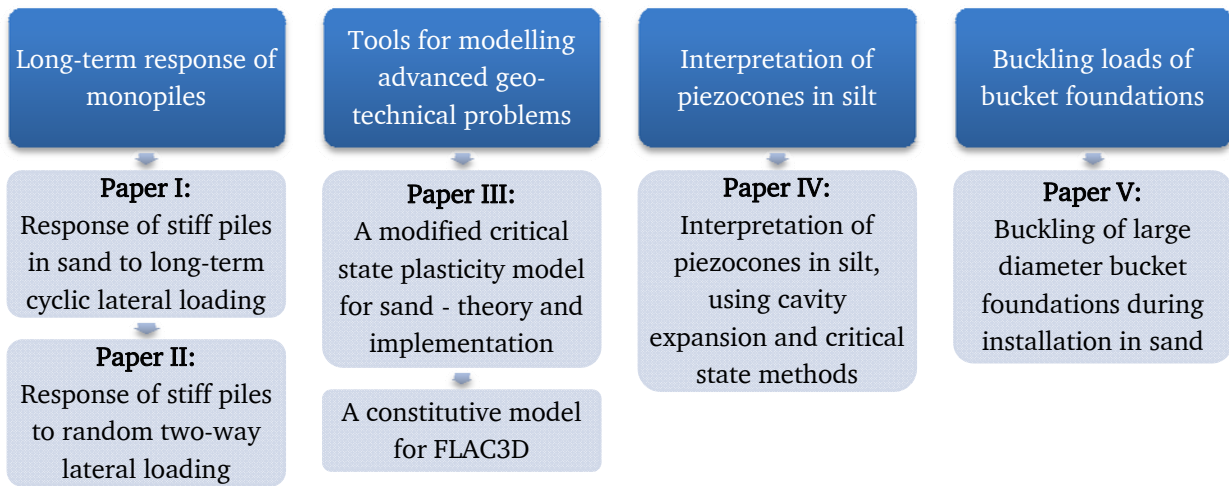 Long-term response of
monopiles
Paper I:
Response of stiff piles
in sand to long-term
cyclic lateral loading
Paper II:
Response of stiff piles
to random two-way
lateral loading
Tools for modelling
advanced geo-
technical problems
Paper III:
A modified critical
state plasticity model
for sand - theory and
implementation
A constitutive model
for FLAC3D
Interpretation of
piezocones in silt
Paper IV:
Interpretation of
piezocones in silt,
using cavity
expansion and critical
state methods
Buckling loads of
bucket foundations
Paper V:
Buckling of large
diameter bucket
foundations during
installation in sand